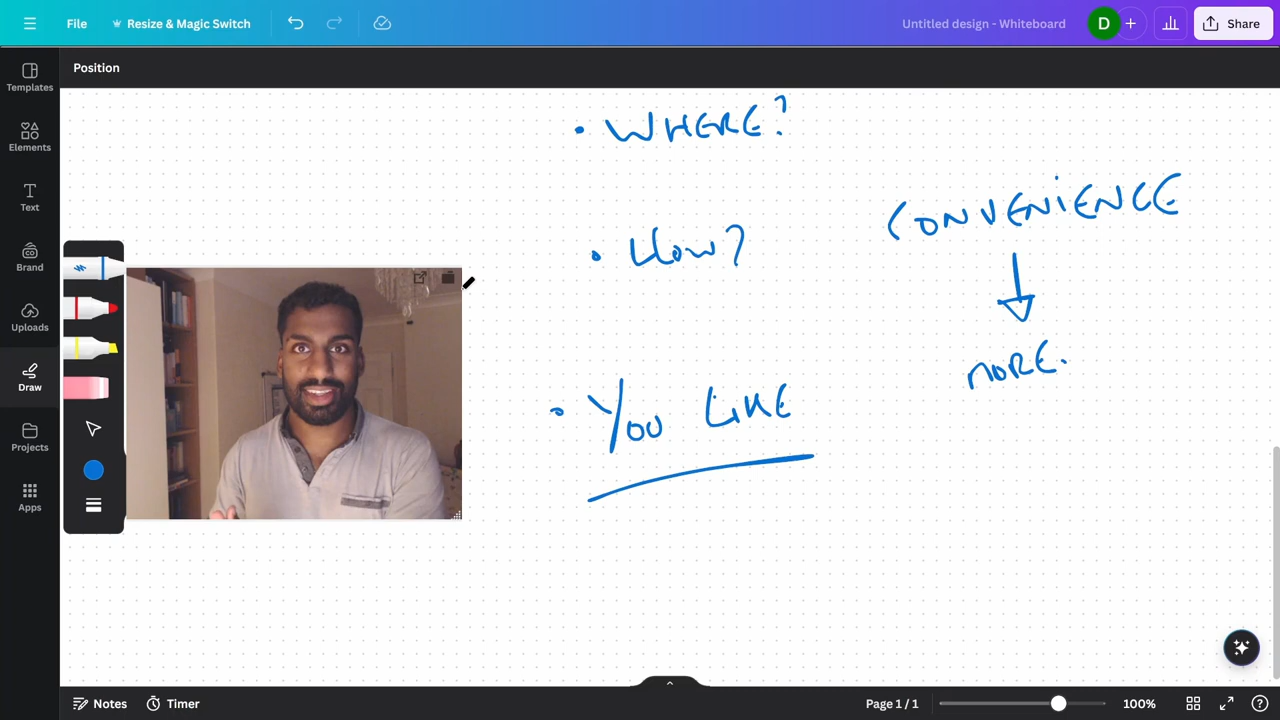 File
Resize & Magic Switch
Untitled design - Whiteboard
D
+
Share
Templates
Elements
Text
Brand
Uploads
Draw
Projects
Apps
Position
• WHERE?
• How?
• You LiKE
CONVENiENCE
MORE.
Notes
Timer
Page 1 / 1
100%